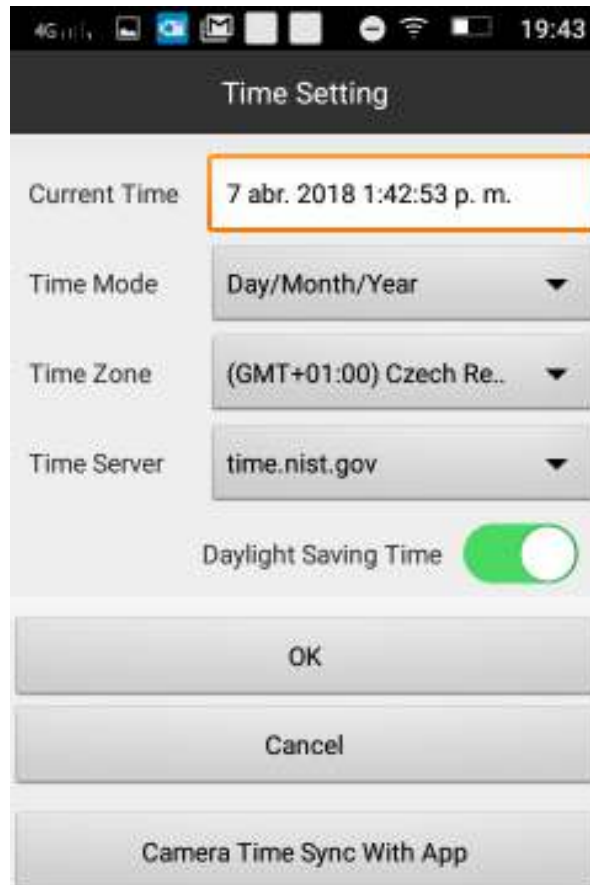 4G 19:43
Time Setting
Current Time 7 abr. 2018 1:42:53 p. m.
Time Mode Day/Month/Year
Time Zone (GMT+01:00) Czech Re..
Time Server time.nist.gov
Daylight Saving Time
OK
Cancel
Camera Time Sync With App